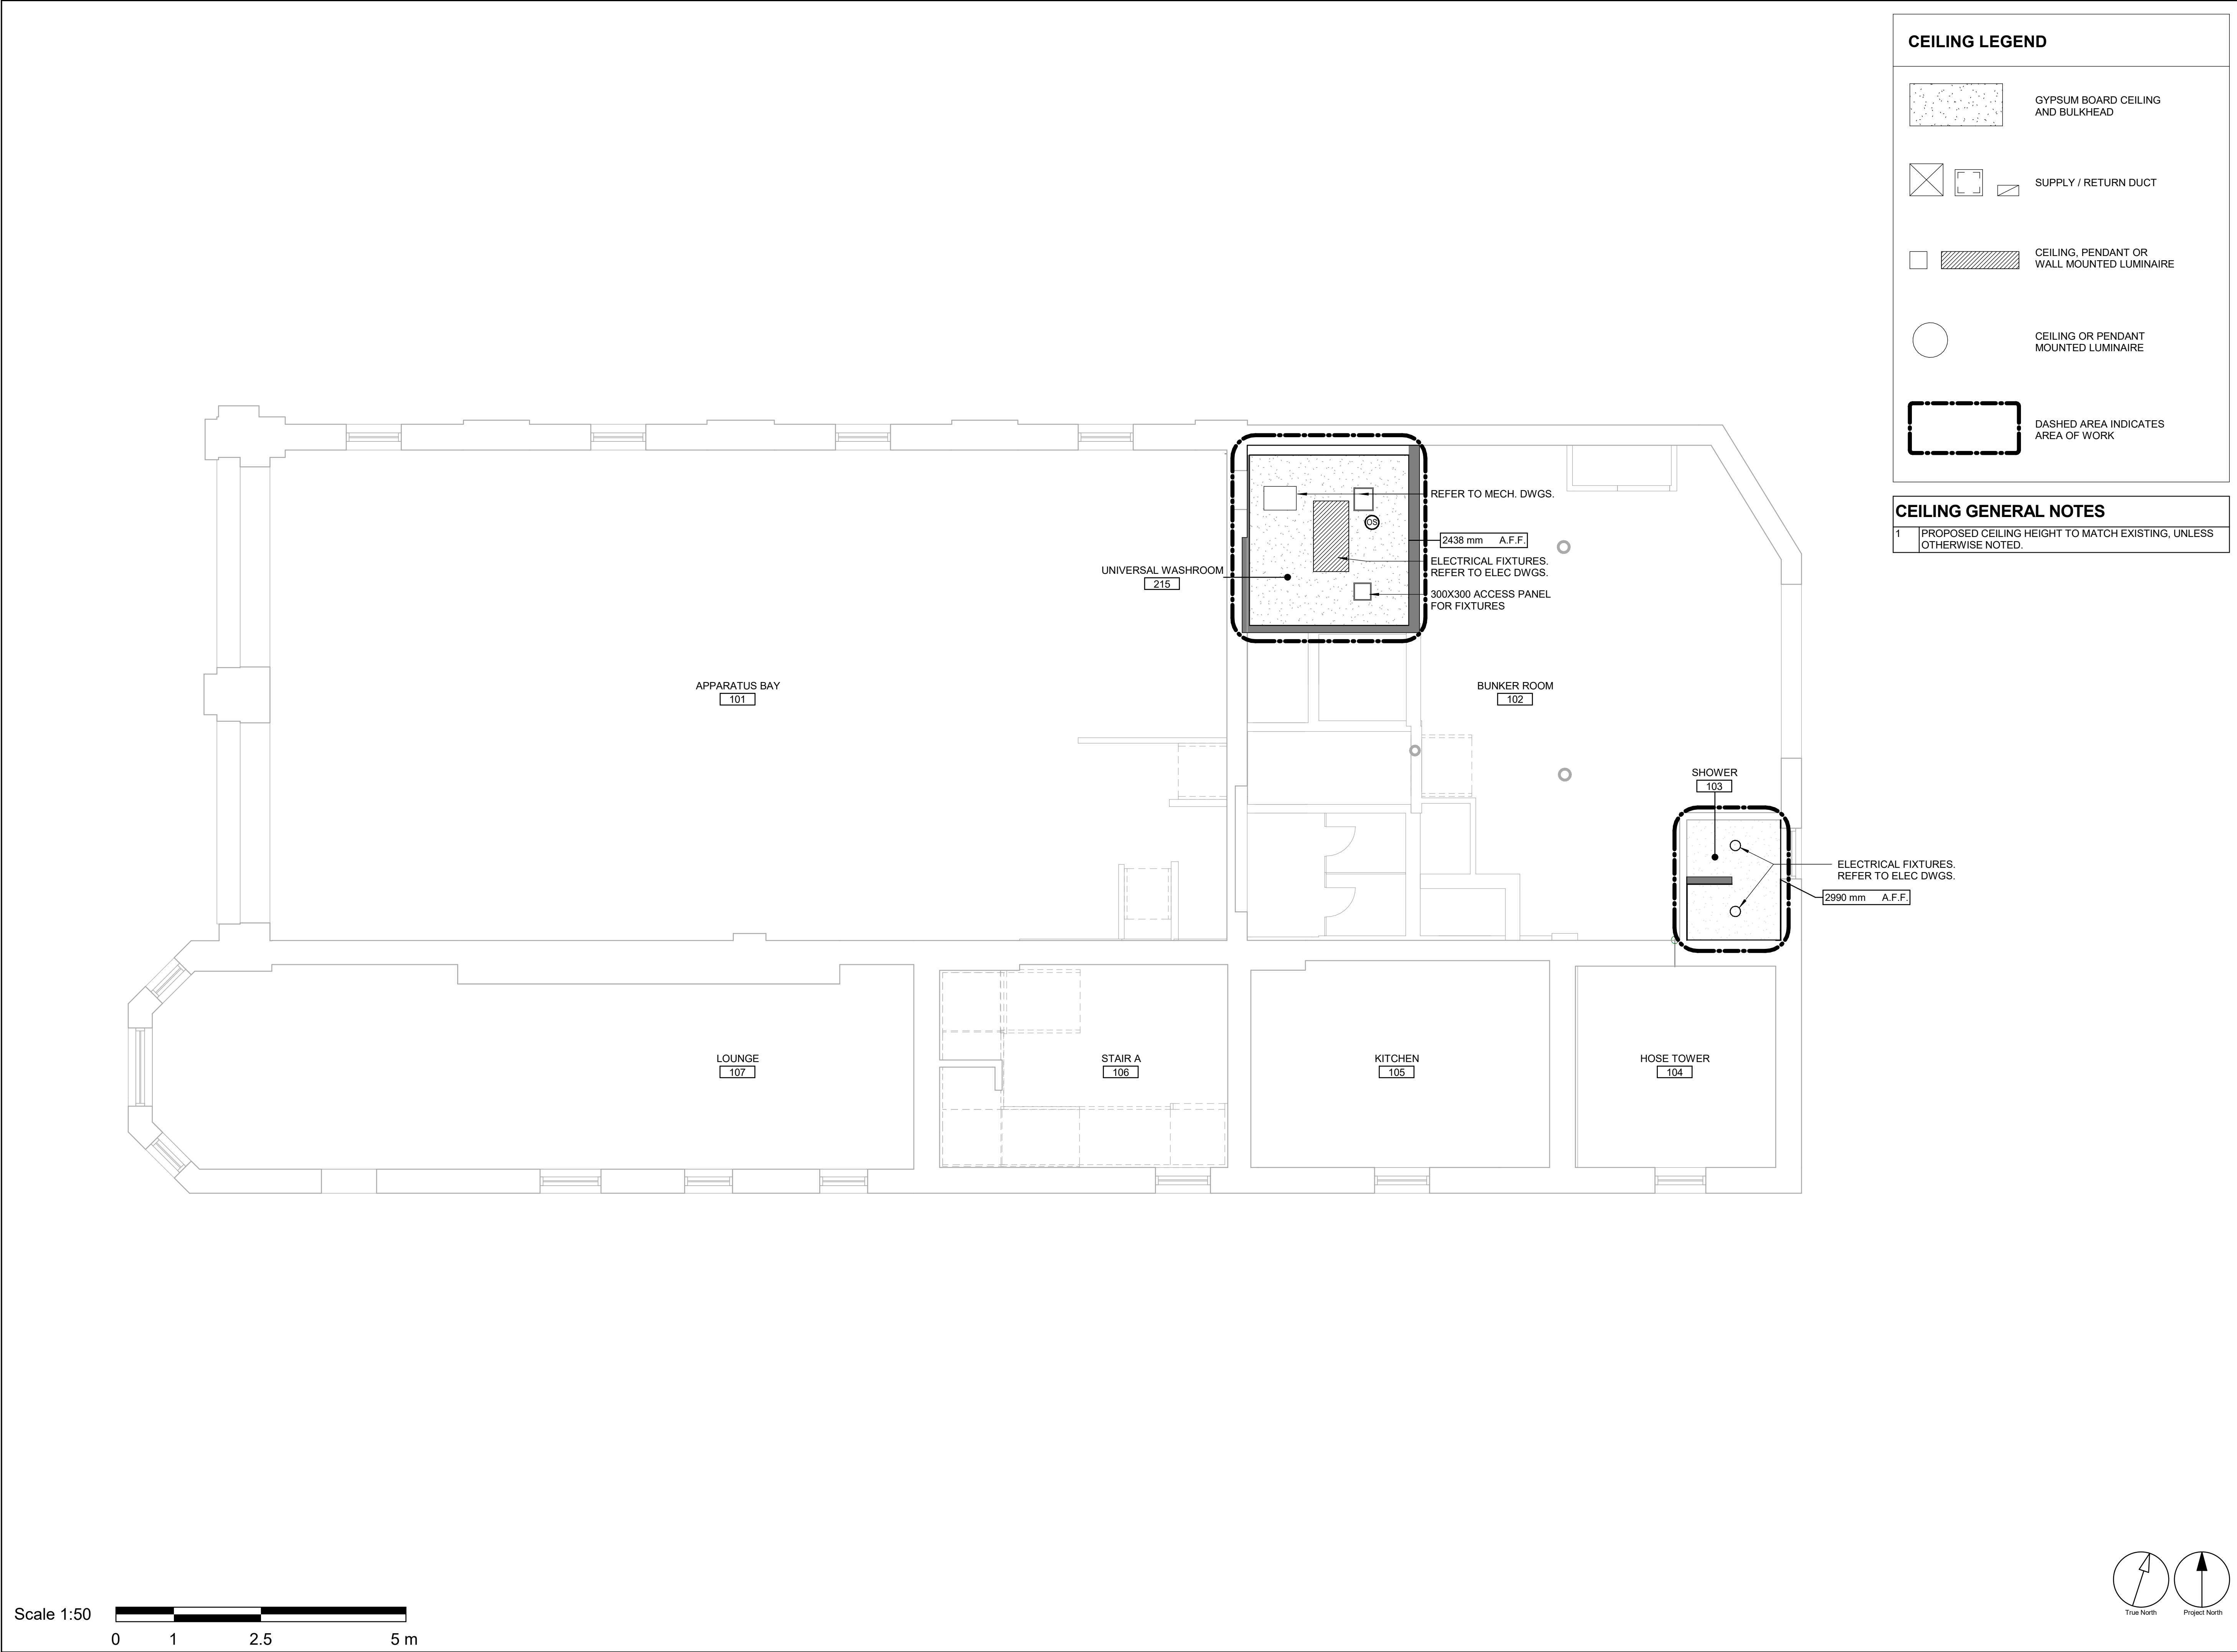 CEILING LEGEND
GYPSUM BOARD CEILING
AND BULKHEAD
SUPPLY / RETURN DUCT
CEILING, PENDANT OR
WALL MOUNTED LUMINAIRE
CEILING OR PENDANT
MOUNTED LUMINAIRE
DASHED AREA INDICATES
AREA OF WORK
CEILING GENERAL NOTES
1 PROPOSED CEILING HEIGHT TO MATCH EXISTING, UNLESS
OTHERWISE NOTED.
REFER TO MECH. DWGS.
OS
2438 mm A.F.F.
ELECTRICAL FIXTURES.
REFER TO ELEC DWGS.
UNIVERSAL WASHROOM
215
300X300 ACCESS PANEL
FOR FIXTURES
APPARATUS BAY
101
BUNKER ROOM
102
SHOWER
103
ELECTRICAL FIXTURES.
REFER TO ELEC DWGS.
2990 mm A.F.F.
LOUNGE
107
STAIR A
106
KITCHEN
105
HOSE TOWER
104
Scale 1:50
0 1 2.5 5 m
True North
Project North